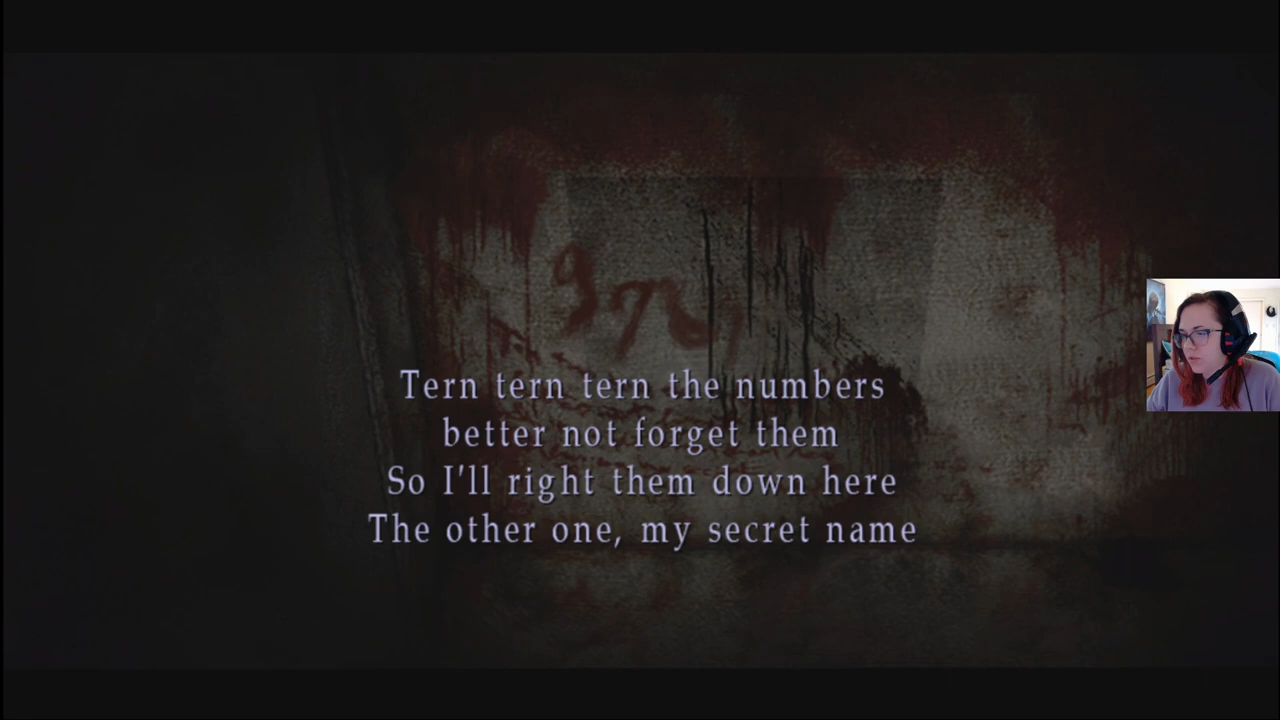 Tern tern tern the numbers
better not forget them
So I'll right them down here
The other one, my secret name